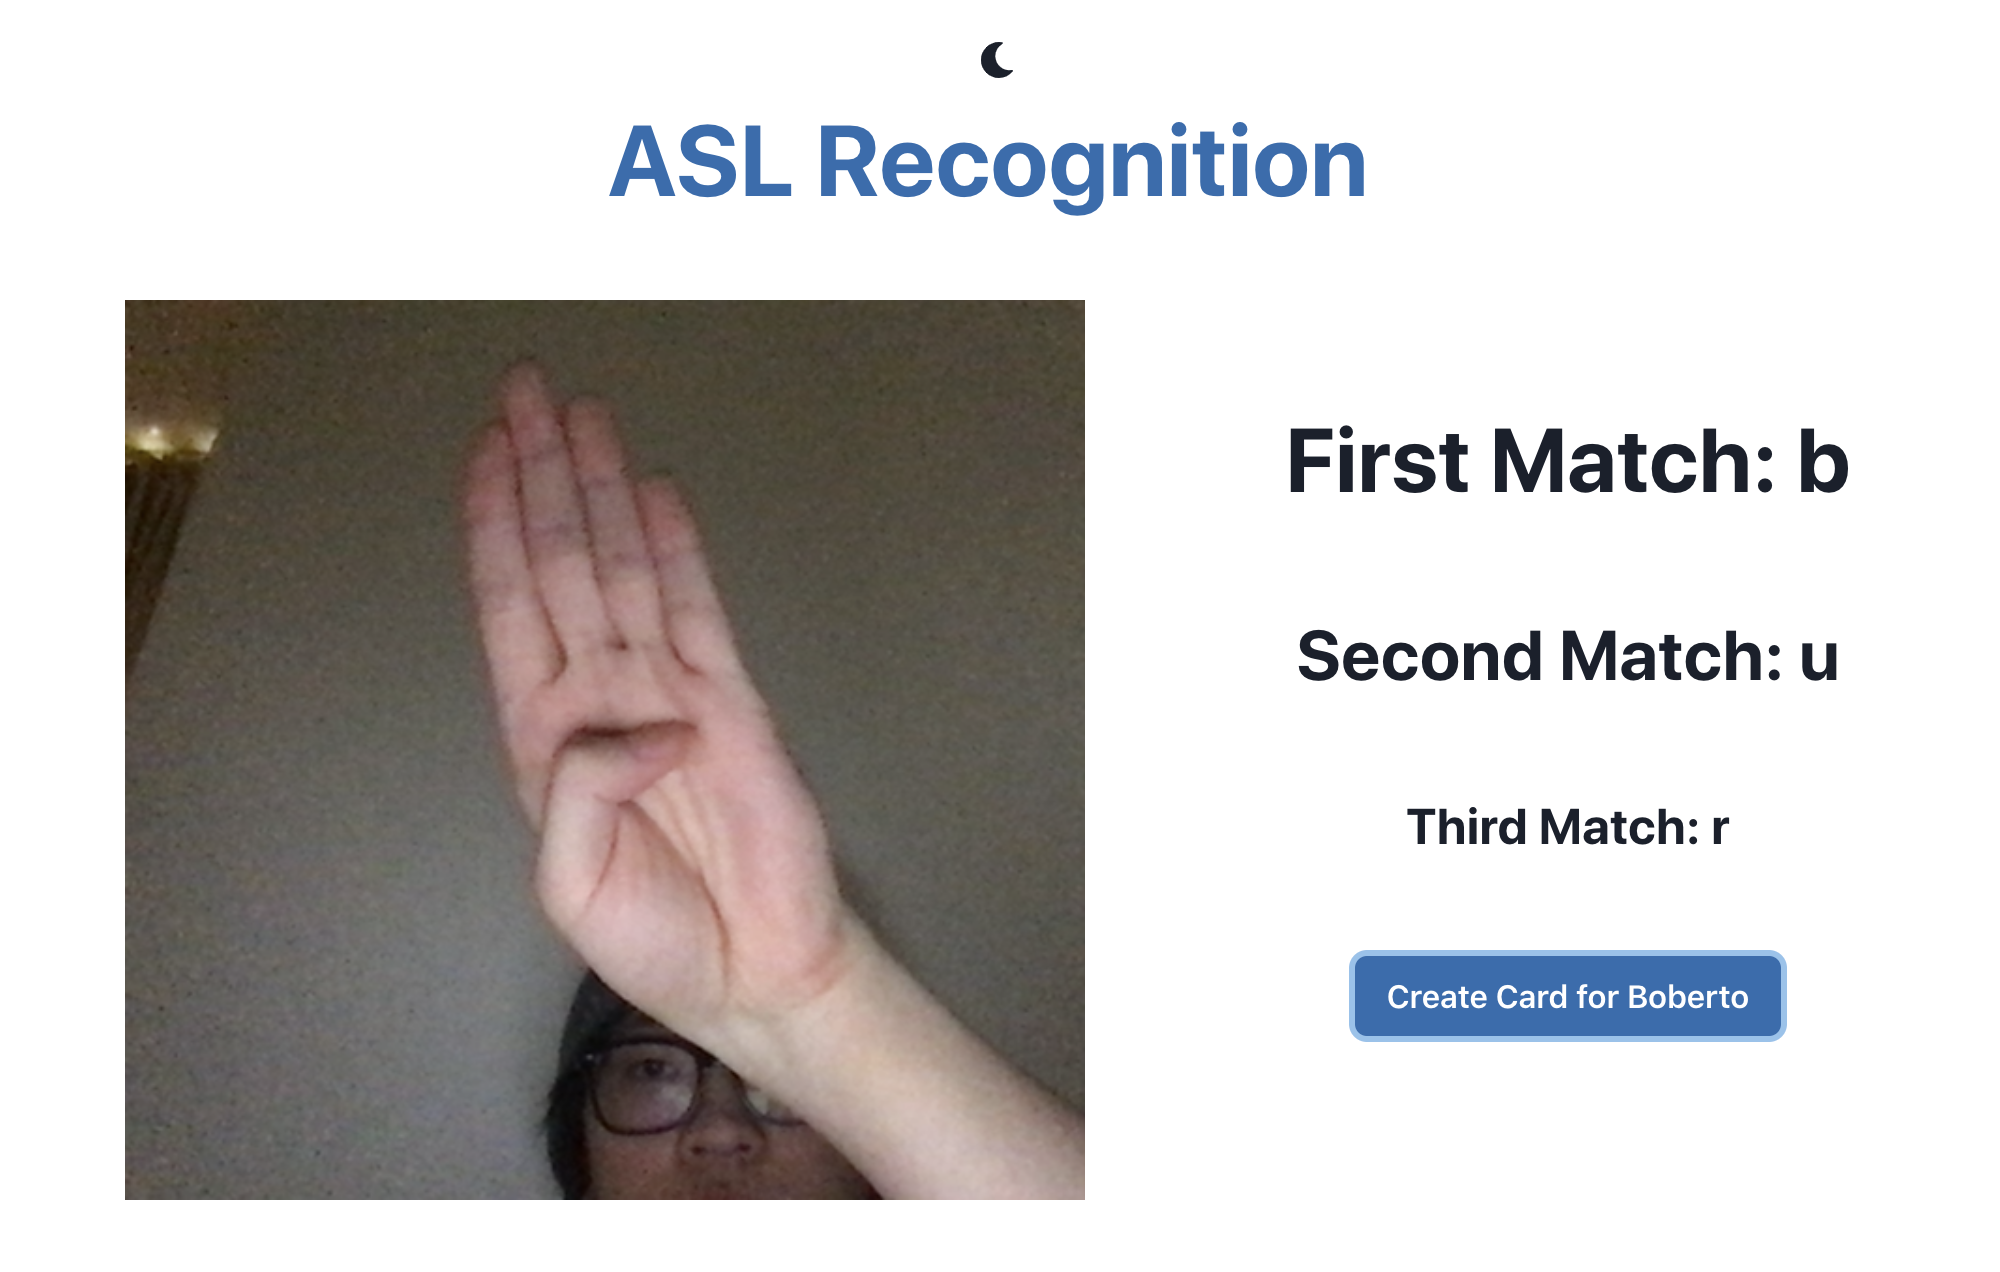 ASL Recognition
First Match: b
Second Match: u
Third Match: r
Create Card for Boberto